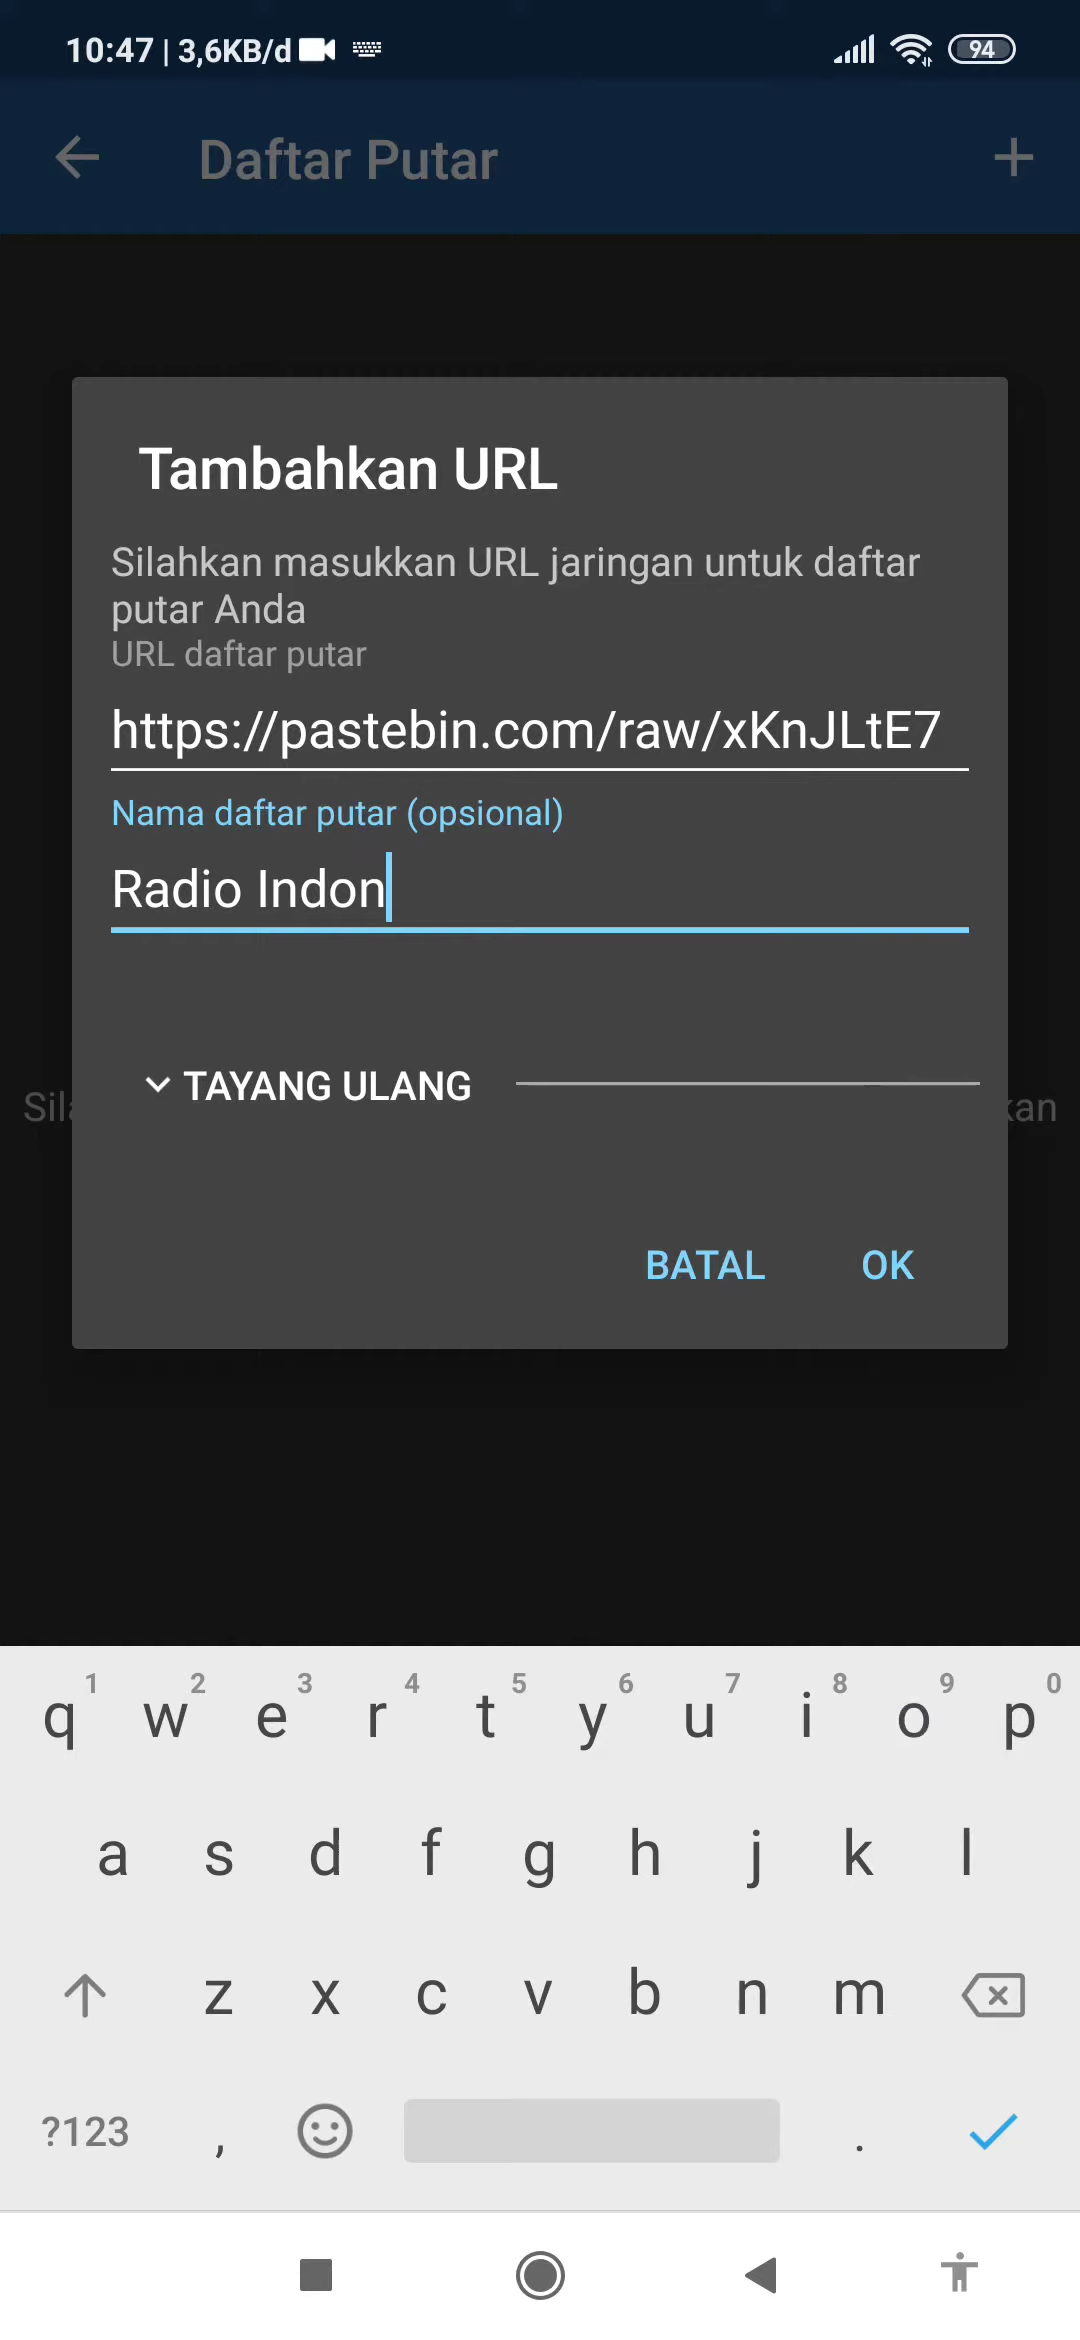 10:47 | 3,6KB/d 94
Daftar Putar
Tambahkan URL
Silahkan masukkan URL jaringan untuk daftar
putar Anda
URL daftar putar
https://pastebin.com/raw/xKnJLtE7
Nama daftar putar (opsional)
Radio Indon
TAYANG ULANG
Sila kan
BATAL OK
1 2 3 4 5 6 7 8 9 0
q w e r t y u i o p
a s d f g h j k l
z x c v b n m
?123 , .